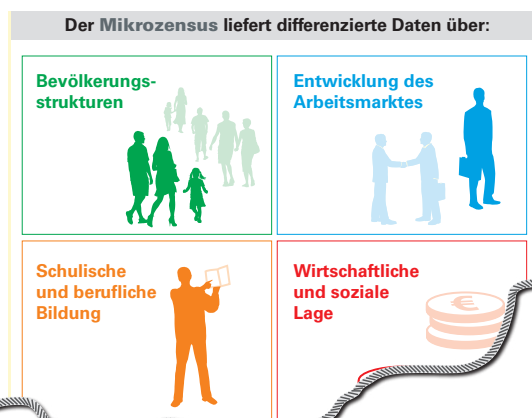 Der Mikrozensus liefert differenzierte Daten über:
Bevölkerungs-
strukturen
Entwicklung des
Arbeitsmarktes
Schulische
und berufliche
Bildung
Wirtschaftliche
und soziale
Lage
€